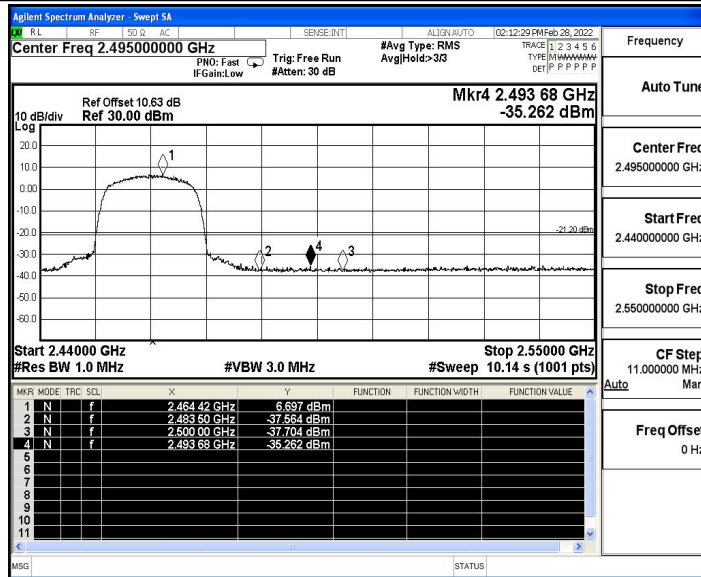 Agilent Spectrum Analyzer - Swept SA
LXI RL RF 50 Ω AC SENSE:INT ALIGN AUTO 02:12:29 PM Feb 28, 2022
Center Freq 2.495000000 GHz
PNO: Fast
IFGain:Low
Trig: Free Run
#Atten: 30 dB
#Avg Type: RMS
Avg|Hold:>3/3
TRACE 1 2 3 4 5 6
TYPE MWWWWW
DET P P P P P P
Ref Offset 10.63 dB
10 dB/div Ref 30.00 dBm
Log
Mkr4 2.493 68 GHz
-35.262 dBm
20.0
10.0
0.00
-10.0
-20.0
-30.0
-40.0
-50.0
-60.0
1
2
4
3
-21.20 dBm
Start 2.44000 GHz Stop 2.55000 GHz
#Res BW 1.0 MHz #VBW 3.0 MHz #Sweep 10.14 s (1001 pts)
MKR MODE TRC SCL X Y FUNCTION FUNCTION WIDTH FUNCTION VALUE
1 N f 2.464 42 GHz 6.697 dBm
2 N f 2.483 50 GHz -37.564 dBm
3 N f 2.500 00 GHz -37.704 dBm
4 N f 2.493 68 GHz -35.262 dBm
5
6
7
8
9
10
11
MSG STATUS
Frequency
Auto Tune
Center Freq
2.495000000 GHz
Start Freq
2.440000000 GHz
Stop Freq
2.550000000 GHz
CF Step
11.000000 MHz
Auto Man
Freq Offset
0 Hz